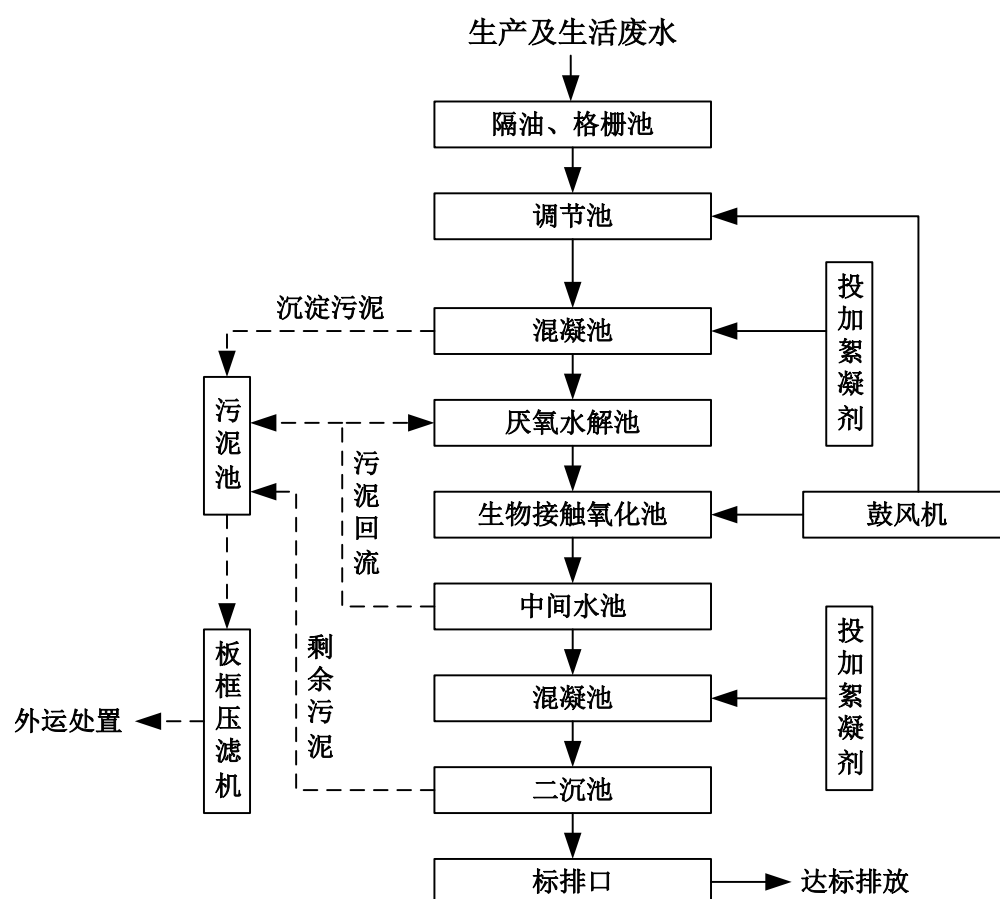 生产及生活废水
隔油、格栅池
调节池
投加絮凝剂
沉淀污泥
混凝池
污泥池
厌氧水解池
污泥回流
生物接触氧化池
鼓风机
中间水池
投加絮凝剂
剩余污泥
板框压滤机
混凝池
外运处置
二沉池
标排口
达标排放